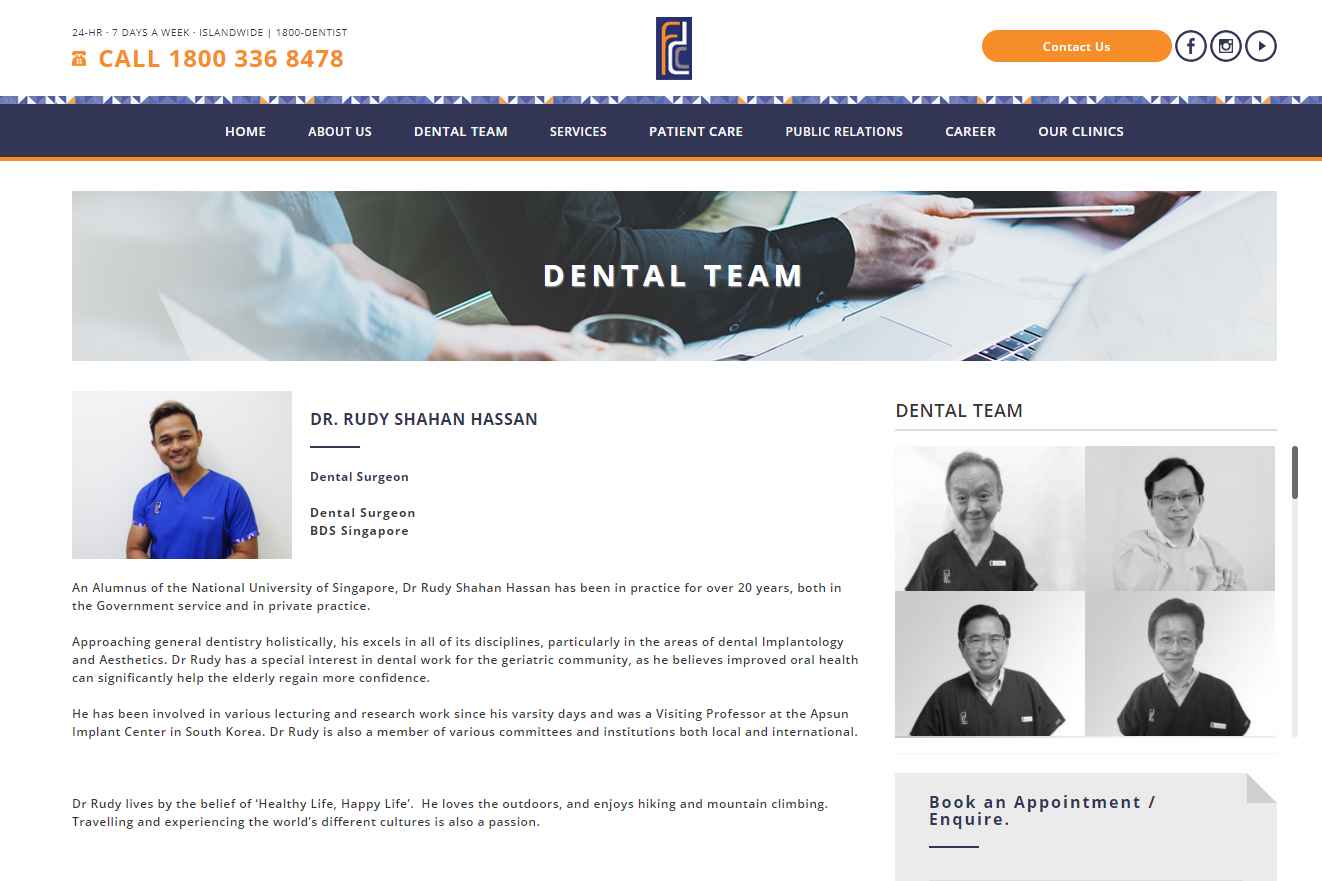 24-HR · 7 DAYS A WEEK · ISLANDWIDE | 1800-DENTIST
CALL 1800 336 8478
fdc
Contact Us
HOME ABOUT US DENTAL TEAM SERVICES PATIENT CARE PUBLIC RELATIONS CAREER OUR CLINICS
DENTAL TEAM
DR. RUDY SHAHAN HASSAN
Dental Surgeon
Dental Surgeon
BDS Singapore
An Alumnus of the National University of Singapore, Dr Rudy Shahan Hassan has been in practice for over 20 years, both in
the Government service and in private practice.
Approaching general dentistry holistically, his excels in all of its disciplines, particularly in the areas of dental Implantology
and Aesthetics. Dr Rudy has a special interest in dental work for the geriatric community, as he believes improved oral health
can significantly help the elderly regain more confidence.
He has been involved in various lecturing and research work since his varsity days and was a Visiting Professor at the Apsun
Implant Center in South Korea. Dr Rudy is also a member of various committees and institutions both local and international.
Dr Rudy lives by the belief of ‘Healthy Life, Happy Life’.  He loves the outdoors, and enjoys hiking and mountain climbing.
Travelling and experiencing the world’s different cultures is also a passion.
DENTAL TEAM
Book an Appointment /
Enquire.